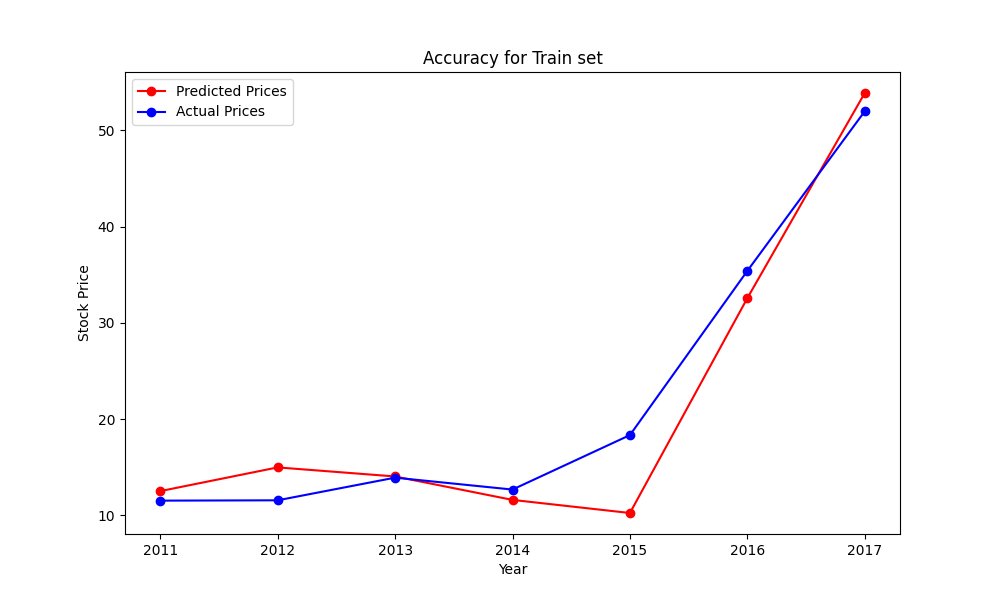 Accuracy for Train set
Predicted Prices
Actual Prices
50
40
30
20
10
Stock Price
2011 2012 2013 2014 2015 2016 2017
Year